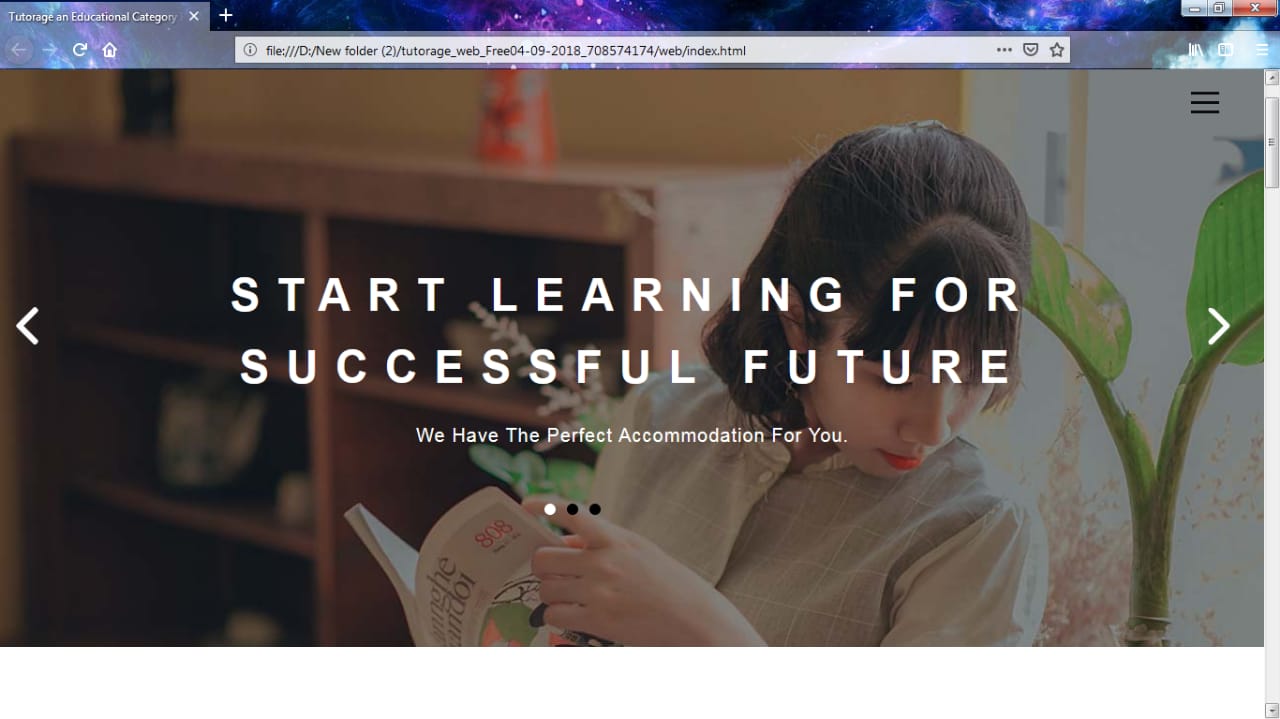 Tutorage an Educational Category
file:///D:/New folder (2)/tutorage_web_Free04-09-2018_708574174/web/index.html
START LEARNING FOR
SUCCESSFUL FUTURE
We Have The Perfect Accommodation For You.
808